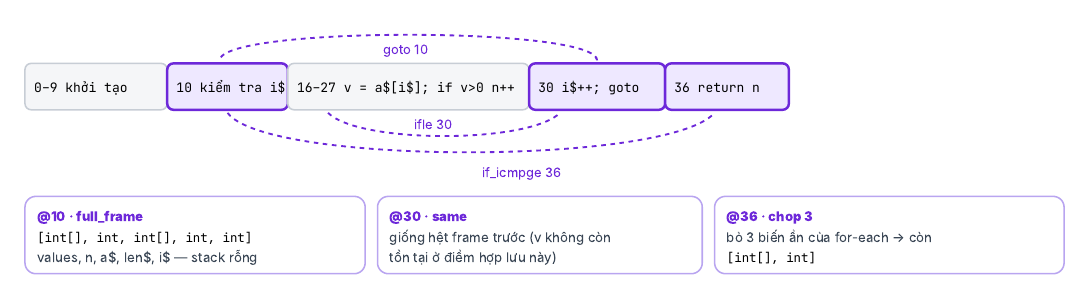 goto 10
0–9 khởi tạo
10 kiểm tra i$
16–27 v = a$[i$]; if v>0 n++
30 i$++; goto
36 return n
ifle 30
if_icmpge 36
@10 · full_frame
[int[], int, int[], int, int]
values, n, a$, len$, i$ — stack rỗng
@30 · same
giống hệt frame trước (v không còn
tồn tại ở điểm hợp lưu này)
@36 · chop 3
bỏ 3 biến ẩn của for-each → còn
[int[], int]